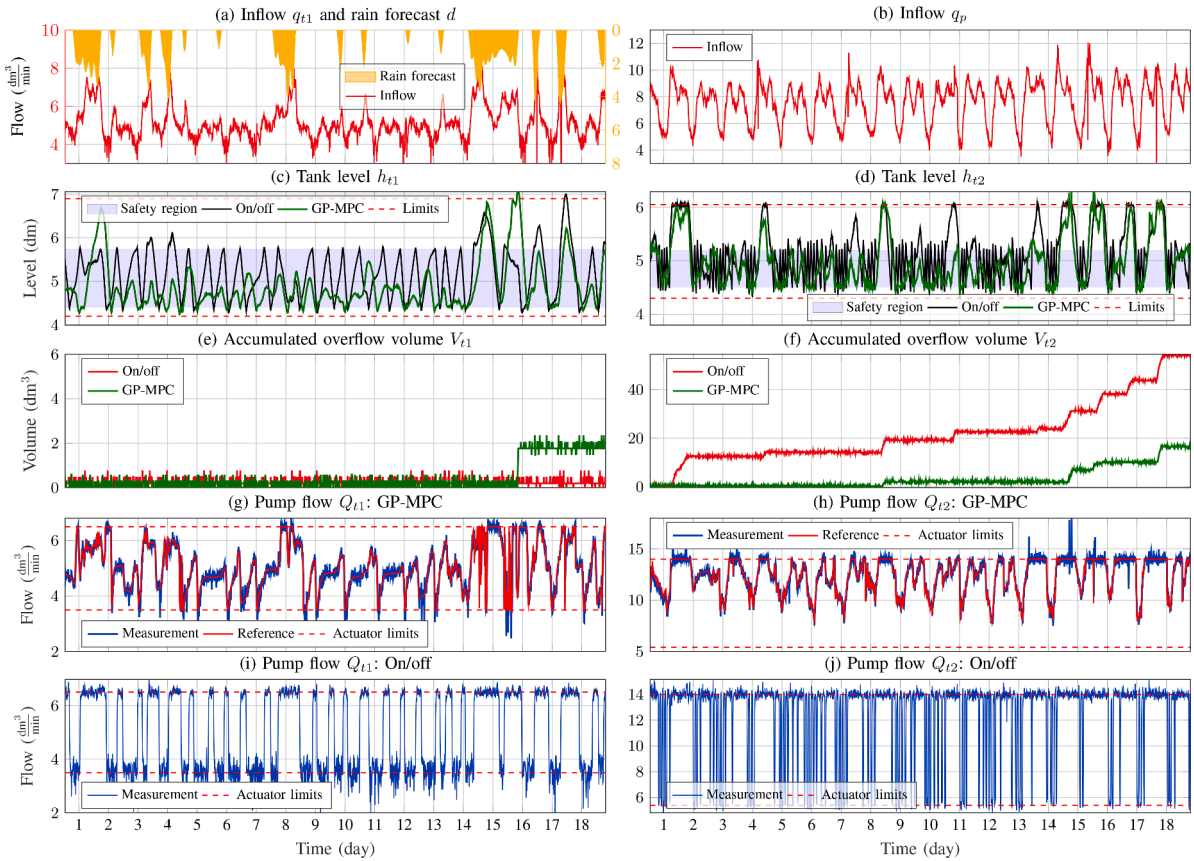 (a) Inflow q_{t1} and rain forecast d
10
8
6
4
0
2
4
6
8
Flow (dm³/min)
Rain forecast
Inflow
(b) Inflow q_p
12
10
8
6
4
Inflow
(c) Tank level h_{t1}
7
6
5
4
Level (dm)
Safety region On/off GP-MPC Limits
(d) Tank level h_{t2}
6
5
4
Safety region On/off GP-MPC Limits
(e) Accumulated overflow volume V_{t1}
6
4
2
0
Volume (dm³)
On/off
GP-MPC
(f) Accumulated overflow volume V_{t2}
40
20
0
On/off
GP-MPC
(g) Pump flow Q_{t1}: GP-MPC
6
4
2
Flow (dm³/min)
Measurement Reference Actuator limits
(h) Pump flow Q_{t2}: GP-MPC
15
10
5
Measurement Reference Actuator limits
(i) Pump flow Q_{t1}: On/off
6
4
2
Flow (dm³/min)
Measurement Actuator limits
1 2 3 4 5 6 7 8 9 10 11 12 13 14 15 16 17 18
Time (day)
(j) Pump flow Q_{t2}: On/off
14
12
10
8
6
Measurement Actuator limits
1 2 3 4 5 6 7 8 9 10 11 12 13 14 15 16 17 18
Time (day)